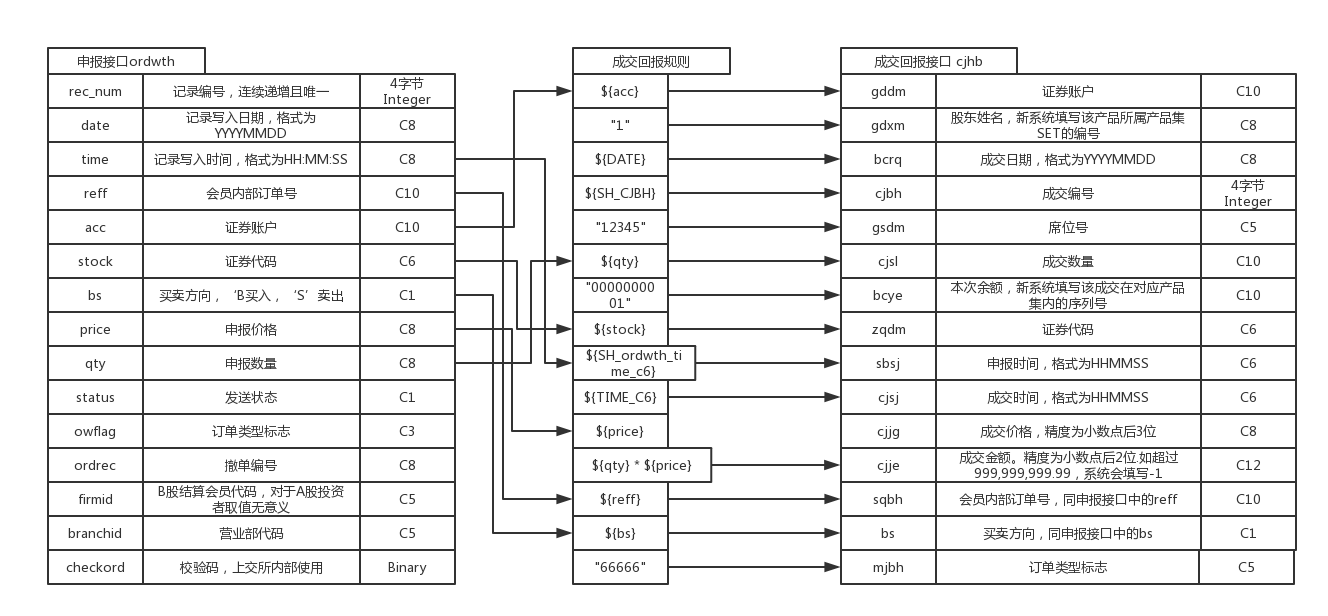 申报接口ordwth
rec_num
记录编号，连续递增且唯一
4字节
Integer
date
记录写入日期，格式为
YYYYMMDD
C8
time
记录写入时间，格式为HH:MM:SS
C8
reff
会员内部订单号
C10
acc
证券账户
C10
stock
证券代码
C6
bs
买卖方向，‘B买入，‘S’卖出
C1
price
申报价格
C8
qty
申报数量
C8
status
发送状态
C1
owflag
订单类型标志
C3
ordrec
撤单编号
C8
firmid
B股结算会员代码，对于A股投资
者取值无意义
C5
branchid
营业部代码
C5
checkord
校验码，上交所内部使用
Binary
成交回报规则
${acc}
"1"
${DATE}
${SH_CJBH}
"12345"
${qty}
"000000000
01"
${stock}
${SH_ordwth_ti
me_c6}
${TIME_C6}
${price}
${qty} * ${price}
${reff}
${bs}
"66666"
成交回报接口 cjhb
gddm
证券账户
C10
gdxm
股东姓名，新系统填写该产品所属产品集
SET的编号
C8
bcrq
成交日期，格式为YYYYMMDD
C8
cjbh
成交编号
4字节
Integer
gsdm
席位号
C5
cjsl
成交数量
C10
bcye
本次余额，新系统填写该成交在对应产品
集内的序列号
C10
zqdm
证券代码
C6
sbsj
申报时间，格式为HHMMSS
C6
cjsj
成交时间，格式为HHMMSS
C6
cjjg
成交价格，精度为小数点后3位
C8
cjje
成交金额。精度为小数点后2位.如超过
999,999,999.99，系统会填写-1
C12
sqbh
会员内部订单号，同申报接口中的reff
C10
bs
买卖方向，同申报接口中的bs
C1
mjbh
订单类型标志
C5